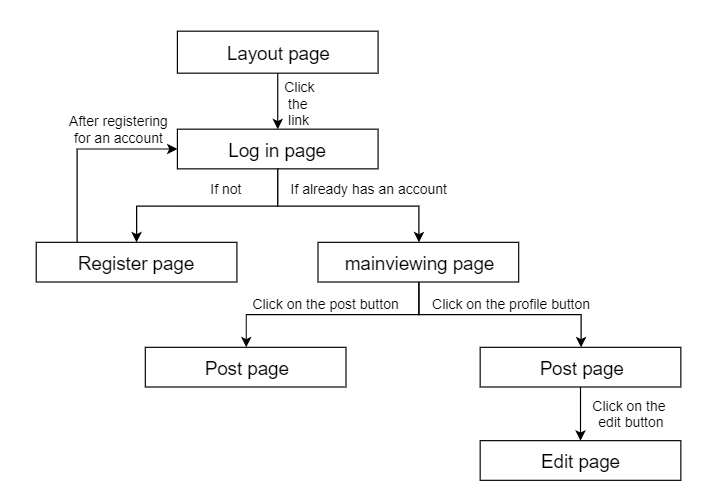 Layout page
Click
the
link
After registering
for an account
Log in page
If not
If already has an account
Register page
mainviewing page
Click on the post button
Click on the profile button
Post page
Post page
Click on the
edit button
Edit page